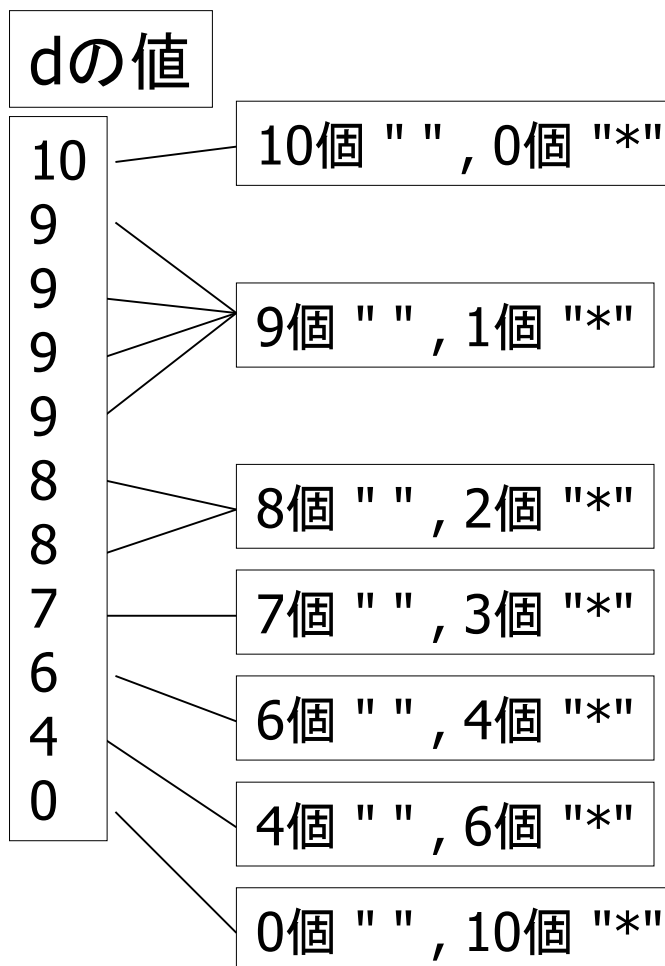 dの値
10
9
9
9
9
8
8
7
6
4
0
10個 " " , 0個 "*"
9個 " " , 1個 "*"
8個 " " , 2個 "*"
7個 " " , 3個 "*"
6個 " " , 4個 "*"
4個 " " , 6個 "*"
0個 " " , 10個 "*"